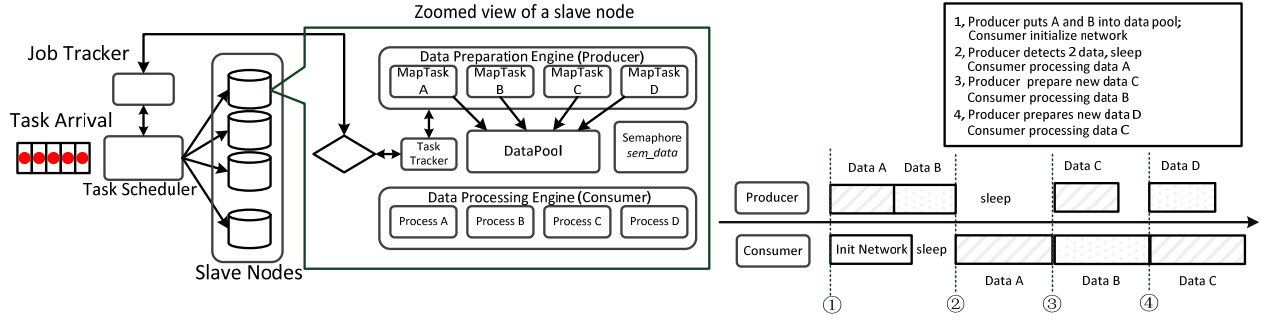 Zoomed view of a slave node
Job Tracker
Task Arrival
Task Scheduler
Slave Nodes
Data Preparation Engine (Producer)
MapTask
A
MapTask
B
MapTask
C
MapTask
D
Task
Tracker
DataPool
Semaphore
sem_data
Data Processing Engine (Consumer)
Process A
Process B
Process C
Process D
1, Producer puts A and B into data pool;
Consumer initialize network
2, Producer detects 2 data, sleep
Consumer processing data A
3, Producer prepare new data C
Consumer processing data B
4, Producer prepares new data D
Consumer processing data C
Data A
Data B
Data C
Data D
Producer
sleep
Consumer
Init Network
sleep
Data A
Data B
Data C
①
②
③
④